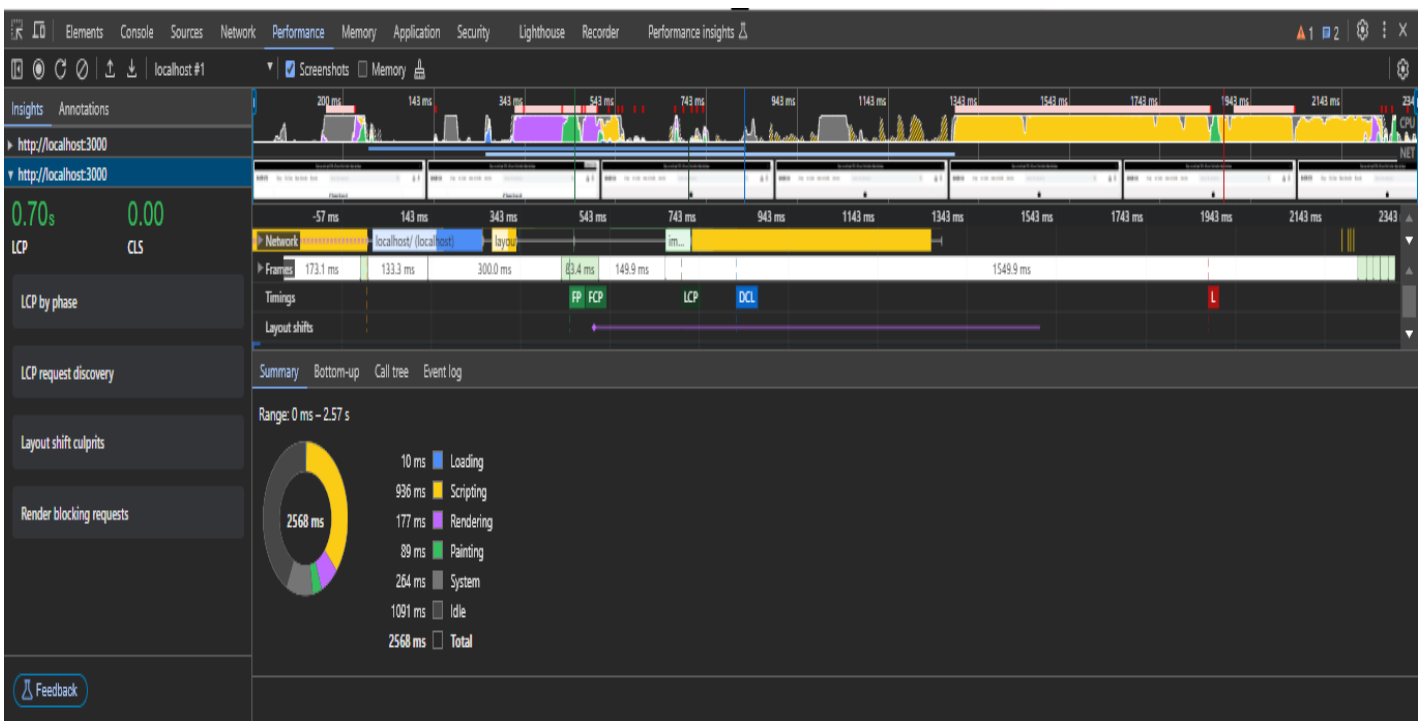 Elements Console Sources Network Performance Memory Application Security Lighthouse Recorder Performance insights 1 2
localhost #1 Screenshots Memory
Insights Annotations
200 ms 143 ms 343 ms 543 ms 743 ms 943 ms 1143 ms 1343 ms 1543 ms 1743 ms 1943 ms 2143 ms 234
CPU
http://localhost:3000
NET
http://localhost:3000
0.70s 0.00
LCP CLS
-57 ms 143 ms 343 ms 543 ms 743 ms 943 ms 1143 ms 1343 ms 1543 ms 1743 ms 1943 ms 2143 ms 2343
Network localhost/ (localhost) layou im...
Frames 173.1 ms 133.3 ms 300.0 ms 83.4 ms 149.9 ms 1549.9 ms
Timings FP FCP LCP DCL L
Layout shifts
LCP by phase
LCP request discovery
Layout shift culprits
Render blocking requests
Summary Bottom-up Call tree Event log
Range: 0 ms – 2.57 s
2568 ms
10 ms Loading
936 ms Scripting
177 ms Rendering
89 ms Painting
264 ms System
1091 ms Idle
2568 ms Total
Feedback